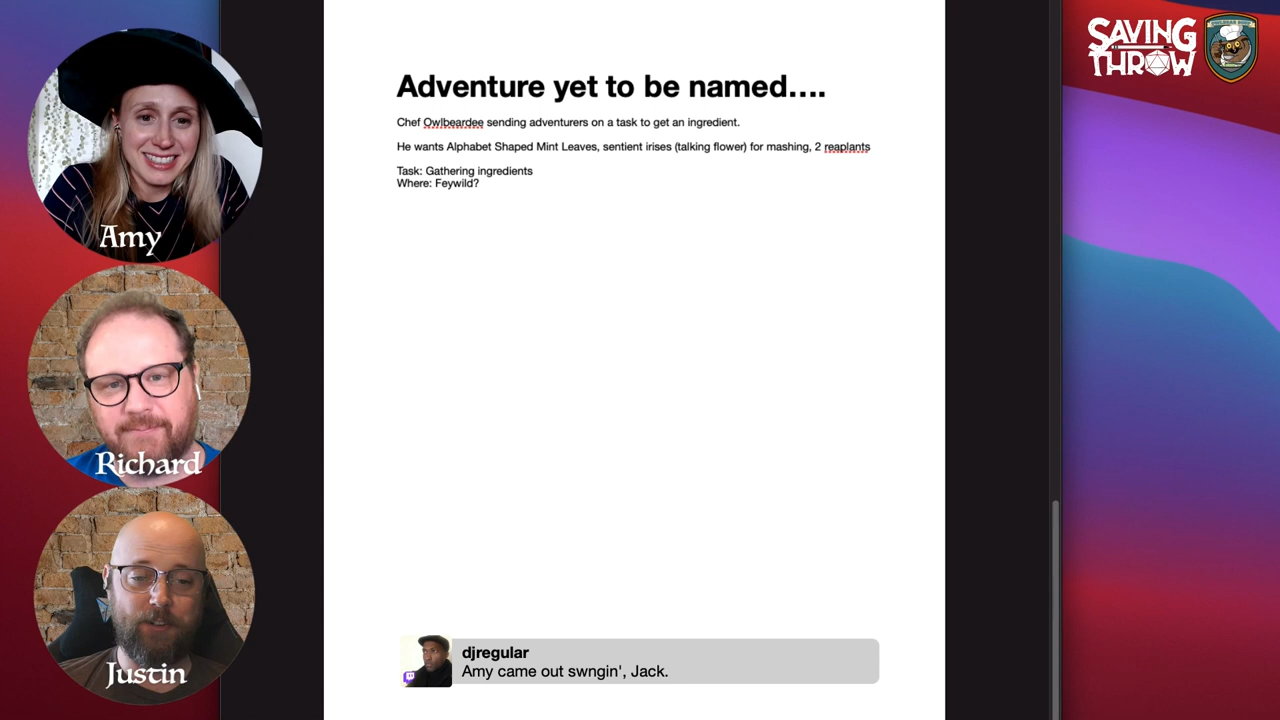 SAVING
THROW
Adventure yet to be named....
Chef Owlbeardee sending adventurers on a task to get an ingredient.
He wants Alphabet Shaped Mint Leaves, sentient irises (talking flower) for mashing, 2 reaplants
Task: Gathering ingredients
Where: Feywild?
Amy
Richard
Justin
djregular
Amy came out swngin', Jack.